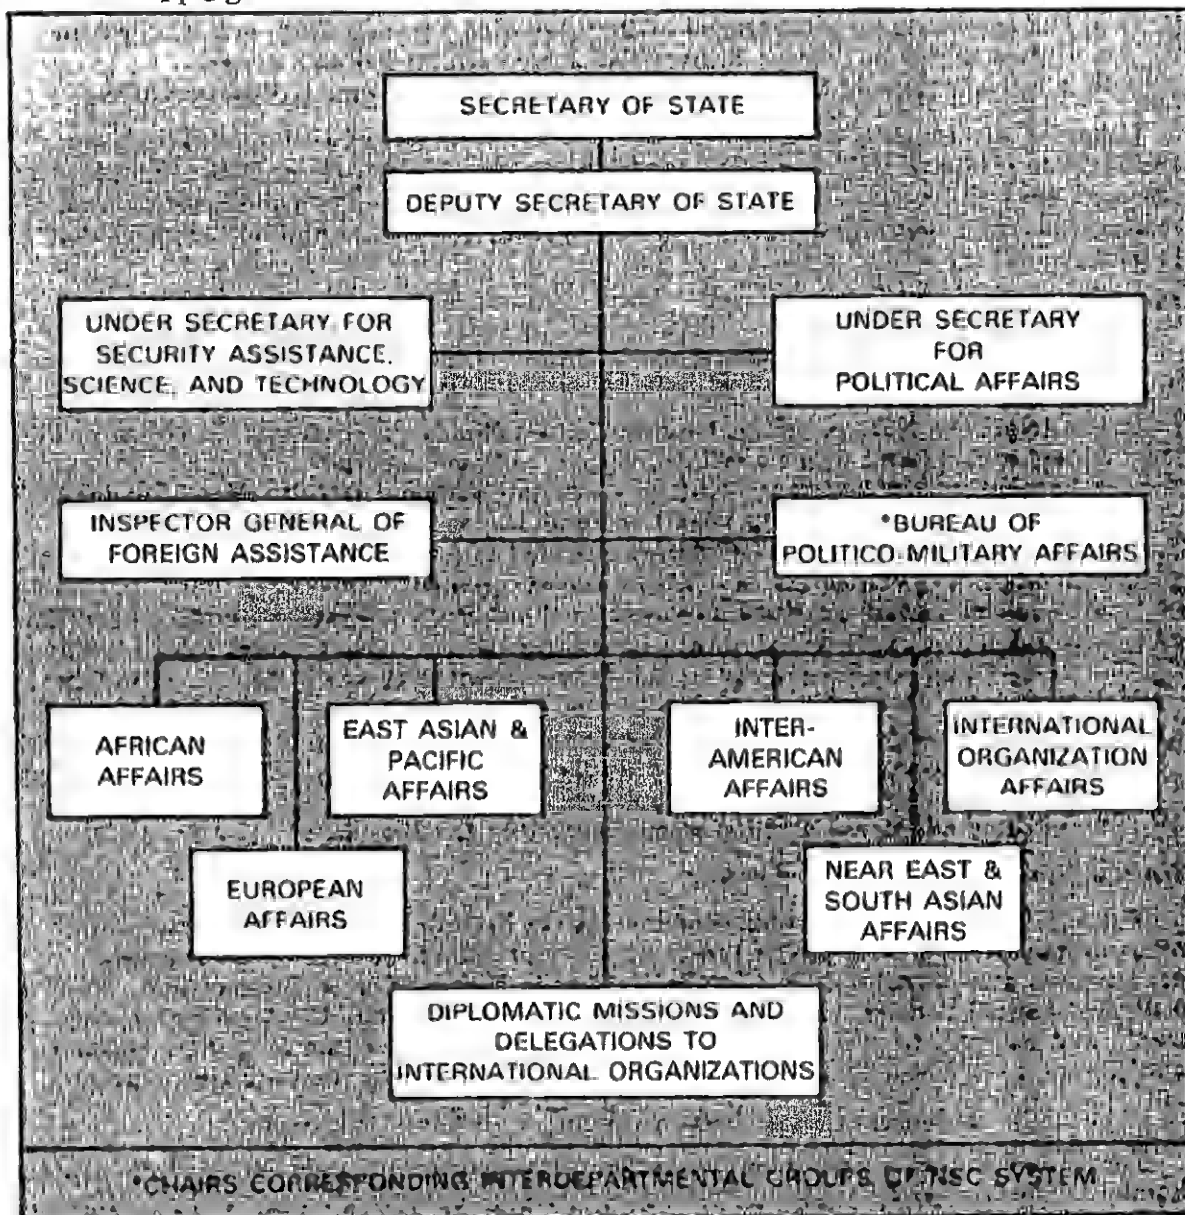 SECRETARY OF STATE
DEPUTY SECRETARY OF STATE
UNDER SECRETARY FOR
SECURITY ASSISTANCE,
SCIENCE, AND TECHNOLOGY
UNDER SECRETARY
FOR
POLITICAL AFFAIRS
INSPECTOR GENERAL OF
FOREIGN ASSISTANCE
*BUREAU OF
POLITICO-MILITARY AFFAIRS
AFRICAN
AFFAIRS
EAST ASIAN &
PACIFIC
AFFAIRS
INTER-
AMERICAN
AFFAIRS
INTERNATIONAL
ORGANIZATION
AFFAIRS
EUROPEAN
AFFAIRS
NEAR EAST &
SOUTH ASIAN
AFFAIRS
DIPLOMATIC MISSIONS AND
DELEGATIONS TO
INTERNATIONAL ORGANIZATIONS
*CHAIRS CORRESPONDING INTERDEPARTMENTAL GROUPS OF NSC SYSTEM